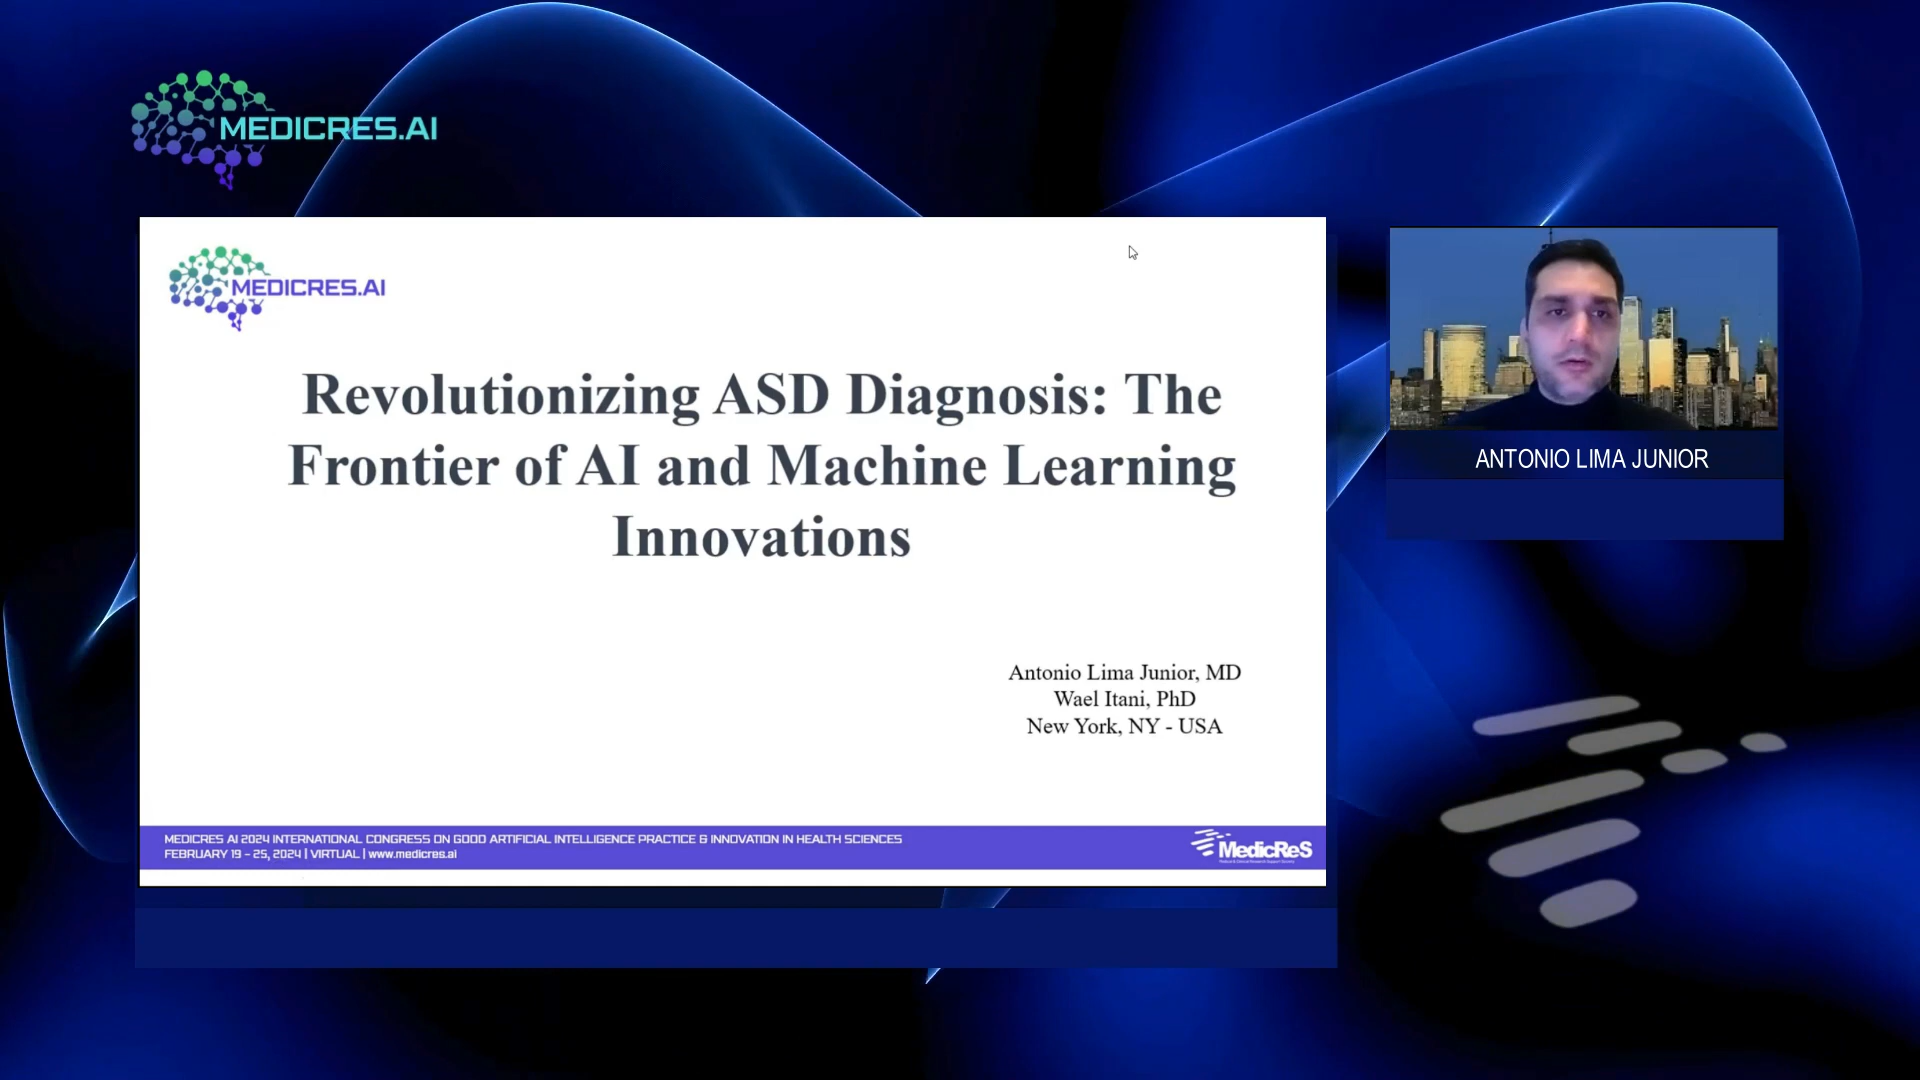 MEDICRES.AI
MEDICRES.AI
Revolutionizing ASD Diagnosis: The
Frontier of AI and Machine Learning
Innovations
Antonio Lima Junior, MD
Wael Itani, PhD
New York, NY - USA
MEDICRES AI 2024 INTERNATIONAL CONGRESS ON GOOD ARTIFICIAL INTELLIGENCE PRACTICE & INNOVATION IN HEALTH SCIENCES
FEBRUARY 19 - 25, 2024 | VIRTUAL | www.medicres.ai
MedicReS
ANTONIO LIMA JUNIOR